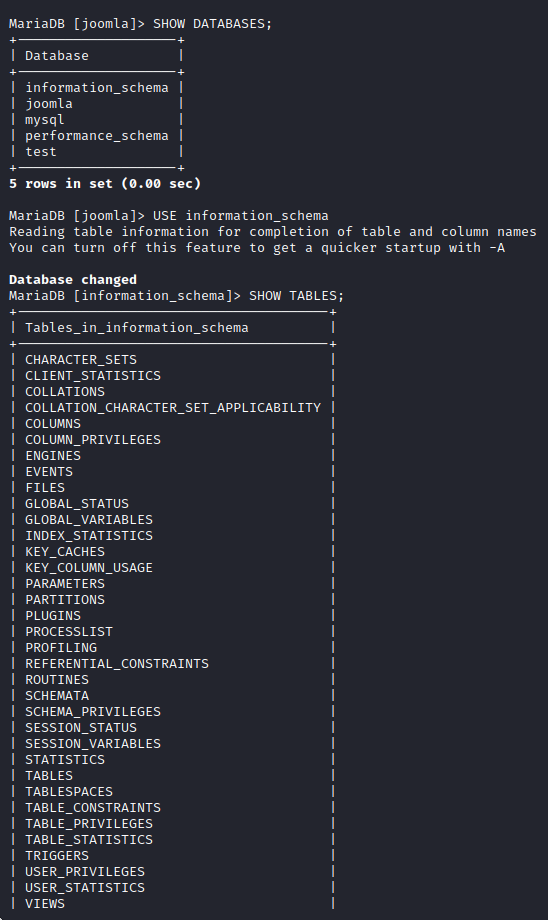 MariaDB [joomla]> SHOW DATABASES;
+--------------------+
| Database           |
+--------------------+
| information_schema |
| joomla             |
| mysql              |
| performance_schema |
| test               |
+--------------------+
5 rows in set (0.00 sec)
MariaDB [joomla]> USE information_schema
Reading table information for completion of table and column names
You can turn off this feature to get a quicker startup with -A
Database changed
MariaDB [information_schema]> SHOW TABLES;
+---------------------------------------+
| Tables_in_information_schema          |
+---------------------------------------+
| CHARACTER_SETS                        |
| CLIENT_STATISTICS                     |
| COLLATIONS                            |
| COLLATION_CHARACTER_SET_APPLICABILITY |
| COLUMNS                               |
| COLUMN_PRIVILEGES                     |
| ENGINES                               |
| EVENTS                                |
| FILES                                 |
| GLOBAL_STATUS                         |
| GLOBAL_VARIABLES                      |
| INDEX_STATISTICS                      |
| KEY_CACHES                            |
| KEY_COLUMN_USAGE                      |
| PARAMETERS                            |
| PARTITIONS                            |
| PLUGINS                               |
| PROCESSLIST                           |
| PROFILING                             |
| REFERENTIAL_CONSTRAINTS               |
| ROUTINES                              |
| SCHEMATA                              |
| SCHEMA_PRIVILEGES                     |
| SESSION_STATUS                        |
| SESSION_VARIABLES                     |
| STATISTICS                            |
| TABLES                                |
| TABLESPACES                           |
| TABLE_CONSTRAINTS                     |
| TABLE_PRIVILEGES                      |
| TABLE_STATISTICS                      |
| TRIGGERS                              |
| USER_PRIVILEGES                       |
| USER_STATISTICS                       |
| VIEWS                                 |